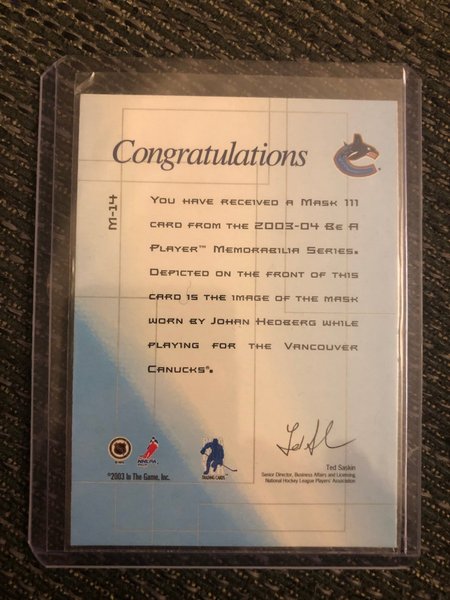 Congratulations
M-14
You have received a Mask III
card from the 2003-04 Be A
Player™ Memorabilia Series.
Depicted on the front of this
card is the image of the mask
worn by Johan Hedberg while
playing for the Vancouver
Canucks®.
Ted Saskin
Senior Director, Business Affairs and Licensing,
National Hockey League Players' Association
NHLPA
TRADING CARDS™
©2003 In The Game, Inc.